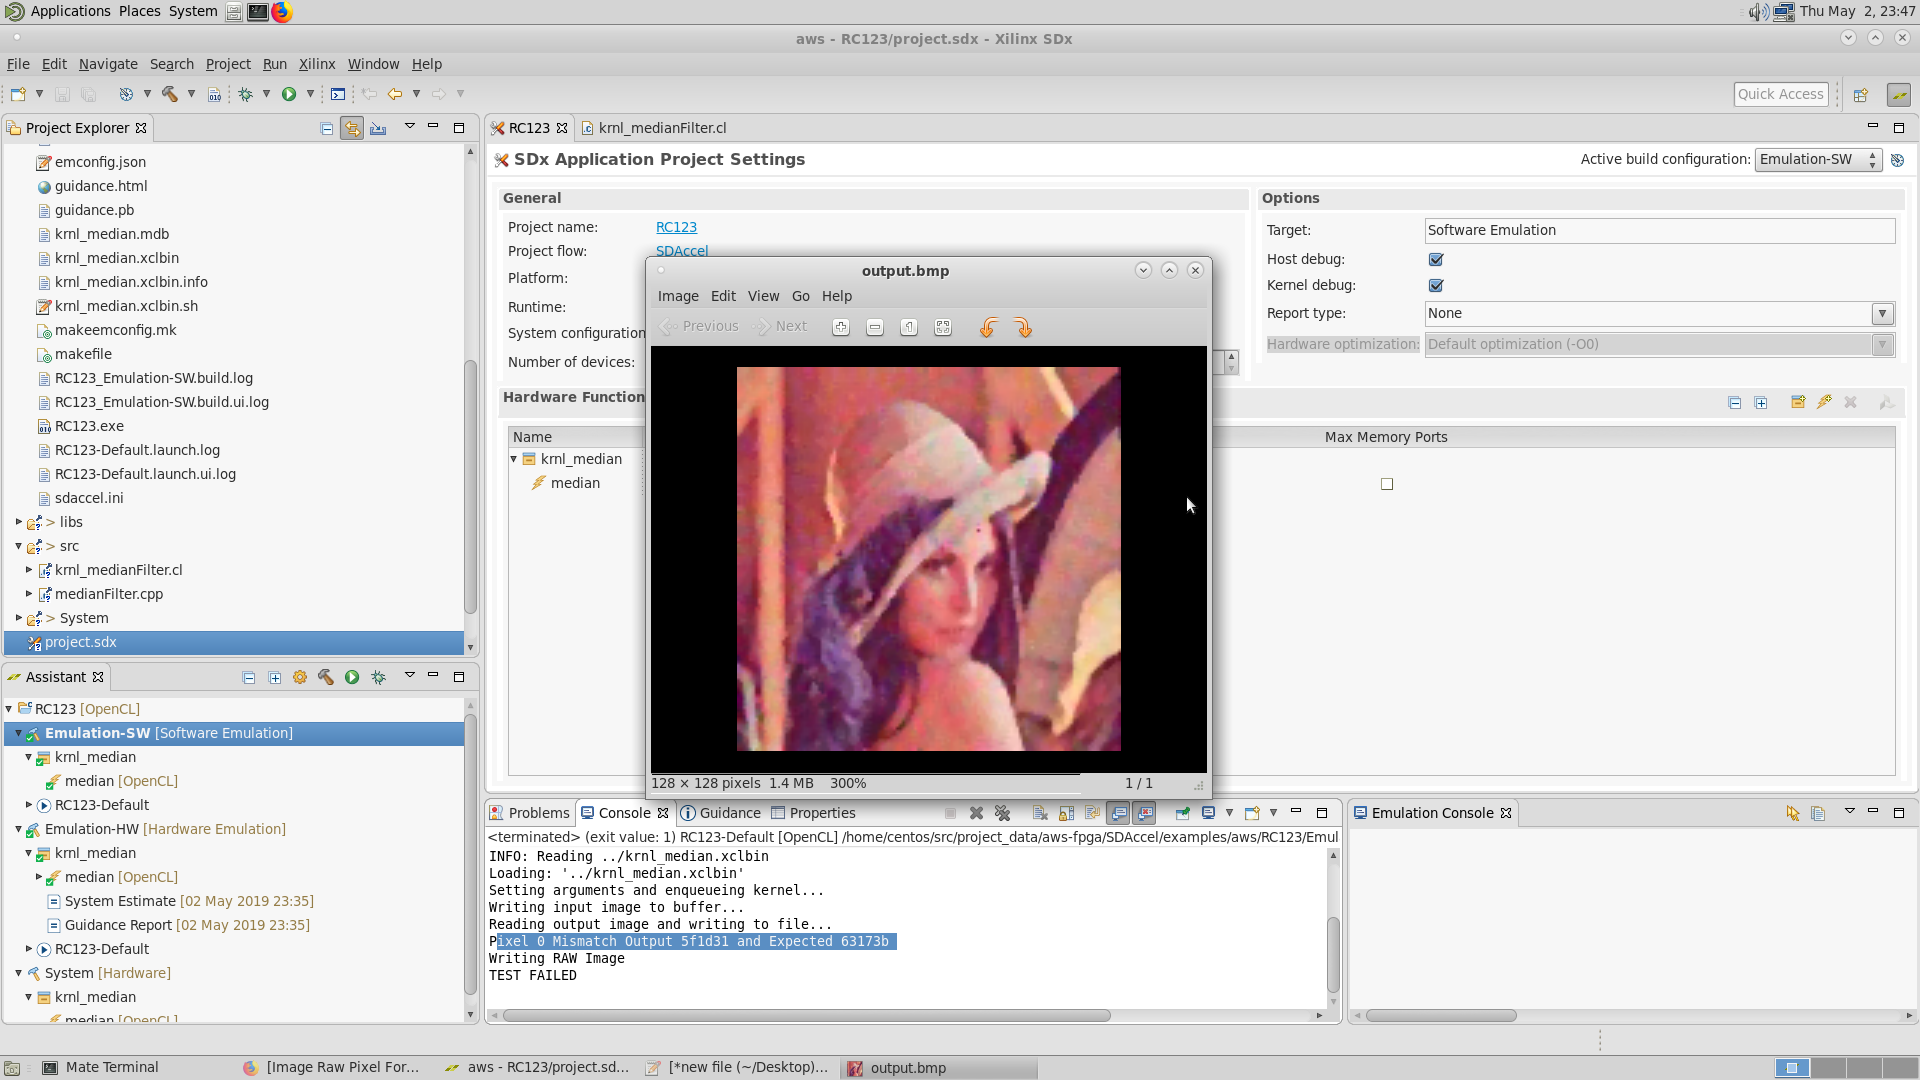 Applications Places System Thu May 2, 23:47
aws - RC123/project.sdx - Xilinx SDx
File Edit Navigate Search Project Run Xilinx Window Help
Quick Access
Project Explorer
emconfig.json
guidance.html
guidance.pb
krnl_median.mdb
krnl_median.xclbin
krnl_median.xclbin.info
krnl_median.xclbin.sh
makeemconfig.mk
makefile
RC123_Emulation-SW.build.log
RC123_Emulation-SW.build.ui.log
RC123.exe
RC123-Default.launch.log
RC123-Default.launch.ui.log
sdaccel.ini
> libs
> src
krnl_medianFilter.cl
medianFilter.cpp
> System
project.sdx
Assistant
RC123 [OpenCL]
Emulation-SW [Software Emulation]
krnl_median
median [OpenCL]
RC123-Default
Emulation-HW [Hardware Emulation]
krnl_median
median [OpenCL]
System Estimate [02 May 2019 23:35]
Guidance Report [02 May 2019 23:35]
RC123-Default
System [Hardware]
krnl_median
median [OpenCL]
RC123 krnl_medianFilter.cl
SDx Application Project Settings
Active build configuration: Emulation-SW
General
Project name: RC123
Project flow: SDAccel
Platform:
Runtime:
System configuration
Number of devices:
Options
Target: Software Emulation
Host debug:
Kernel debug:
Report type: None
Hardware optimization: Default optimization (-O0)
Hardware Function
Name Max Memory Ports
krnl_median
median
output.bmp
Image Edit View Go Help
Previous Next
128 × 128 pixels 1.4 MB 300% 1 / 1
Problems Console Guidance Properties
<terminated> (exit value: 1) RC123-Default [OpenCL] /home/centos/src/project_data/aws-fpga/SDAccel/examples/aws/RC123/Emul
INFO: Reading ../krnl_median.xclbin
Loading: '../krnl_median.xclbin'
Setting arguments and enqueueing kernel...
Writing input image to buffer...
Reading output image and writing to file...
Pixel 0 Mismatch Output 5f1d31 and Expected 63173b
Writing RAW Image
TEST FAILED
Emulation Console
Mate Terminal [Image Raw Pixel For... aws - RC123/project.sd... [*new file (~/Desktop)... output.bmp